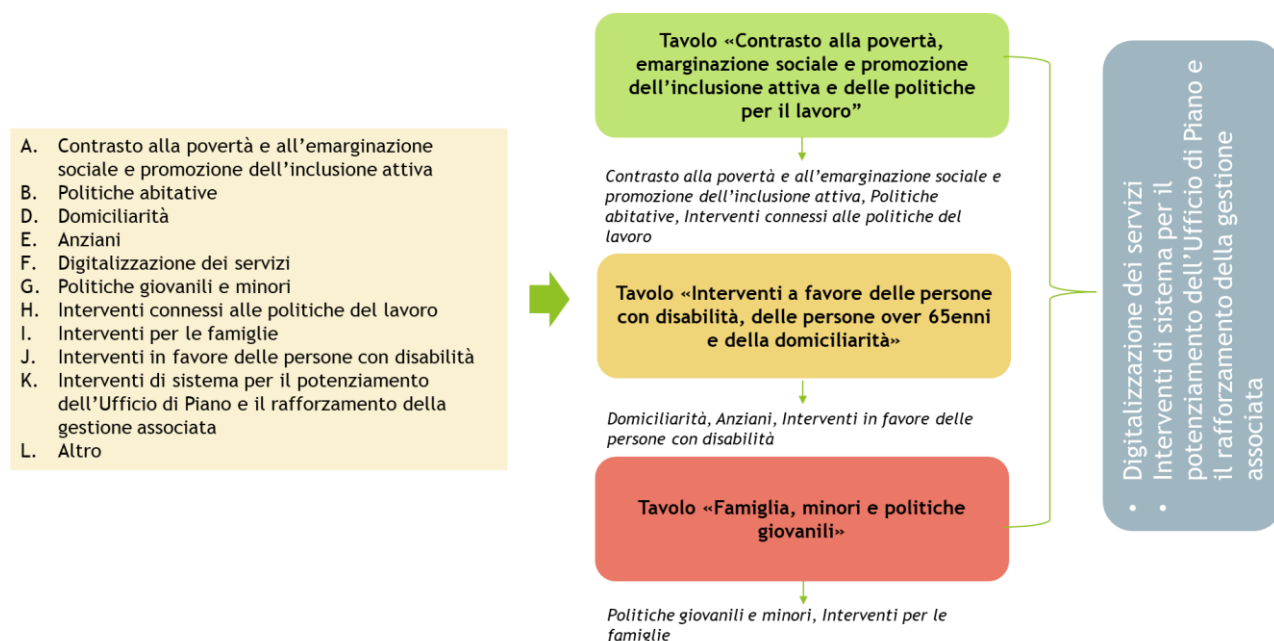 A. Contrasto alla povertà e all'emarginazione
sociale e promozione dell'inclusione attiva
B. Politiche abitative
D. Domiciliarità
E. Anziani
F. Digitalizzazione dei servizi
G. Politiche giovanili e minori
H. Interventi connessi alle politiche del lavoro
I. Interventi per le famiglie
J. Interventi in favore delle persone con disabilità
K. Interventi di sistema per il potenziamento
dell'Ufficio di Piano e il rafforzamento della
gestione associata
L. Altro
Tavolo «Contrasto alla povertà,
emarginazione sociale e promozione
dell'inclusione attiva e delle politiche
per il lavoro”
Contrasto alla povertà e all'emarginazione sociale e
promozione dell'inclusione attiva, Politiche
abitative, Interventi connessi alle politiche del
lavoro
Tavolo «Interventi a favore delle persone
con disabilità, delle persone over 65enni
e della domiciliarità»
Domiciliarità, Anziani, Interventi in favore delle
persone con disabilità
Tavolo «Famiglia, minori e politiche
giovanili»
Politiche giovanili e minori, Interventi per le
famiglie
• Digitalizzazione dei servizi
• Interventi di sistema per il
potenziamento dell'Ufficio di Piano e
il rafforzamento della gestione
associata